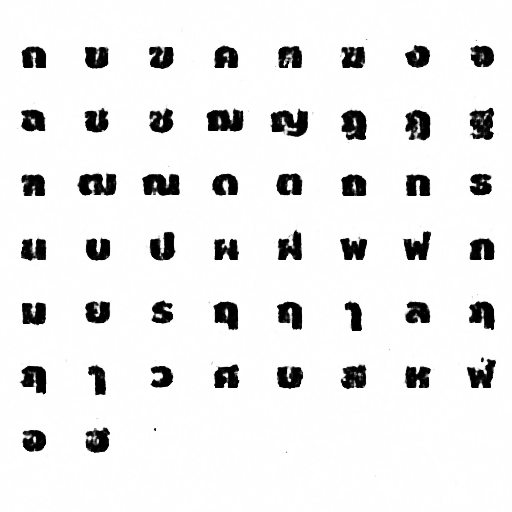 ก ข ฃ ค ฅ ฆ ง จ
ฉ ช ซ ฌ ญ ฎ ฏ ฐ
ฑ ฒ ณ ด ต ถ ท ธ
น บ ป ผ ฝ พ ฟ ภ
ม ย ร ฤ ฤ ๅ ล ฦ
ฦ ๅ ว ศ ษ ส ห ฬ
อ ฮ